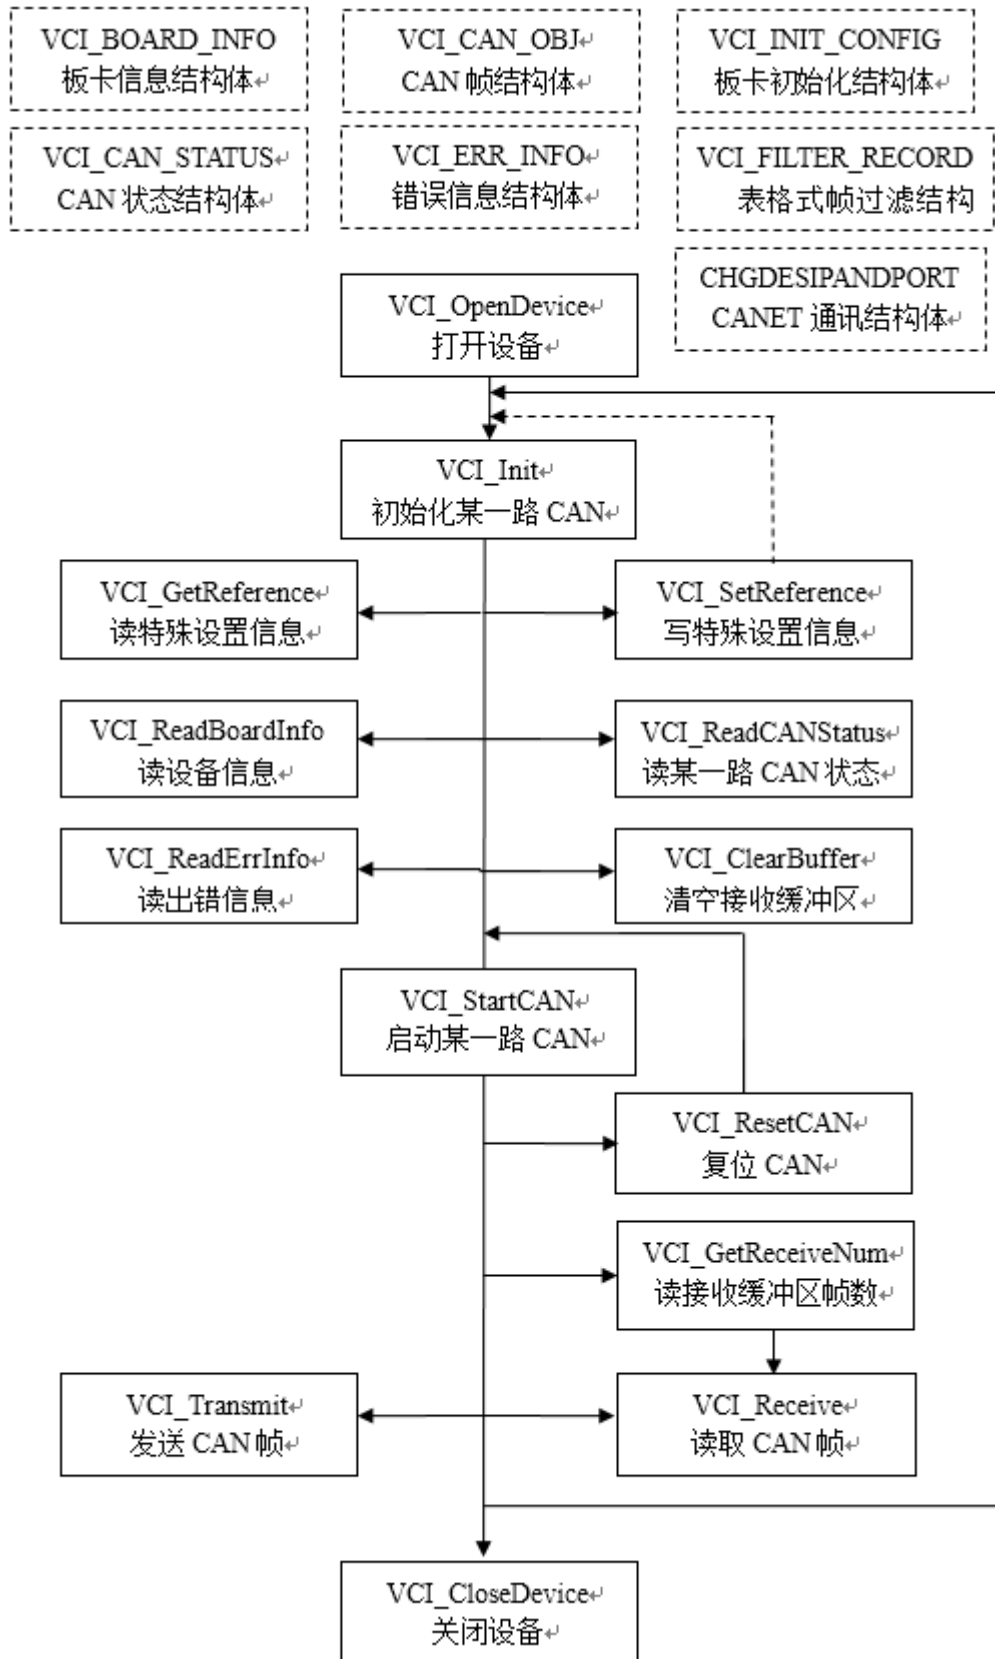 VCI_BOARD_INFO
板卡信息结构体↵
VCI_CAN_OBJ↵
CAN 帧结构体↵
VCI_INIT_CONFIG
板卡初始化结构体↵
VCI_CAN_STATUS↵
CAN 状态结构体↵
VCI_ERR_INFO↵
错误信息结构体↵
VCI_FILTER_RECORD
表格式帧过滤结构
CHGDESIPANDPORT
CANET 通讯结构体↵
VCI_OpenDevice↵
打开设备↵
VCI_Init↵
初始化某一路 CAN↵
VCI_GetReference↵
读特殊设置信息↵
VCI_SetReference↵
写特殊设置信息↵
VCI_ReadBoardInfo
读设备信息↵
VCI_ReadCANStatus↵
读某一路 CAN 状态↵
VCI_ReadErrInfo↵
读出错信息↵
VCI_ClearBuffer↵
清空接收缓冲区↵
VCI_StartCAN↵
启动某一路 CAN↵
VCI_ResetCAN↵
复位 CAN↵
VCI_GetReceiveNum↵
读接收缓冲区帧数↵
VCI_Transmit↵
发送 CAN 帧↵
VCI_Receive↵
读取 CAN 帧↵
VCI_CloseDevice↵
关闭设备↵